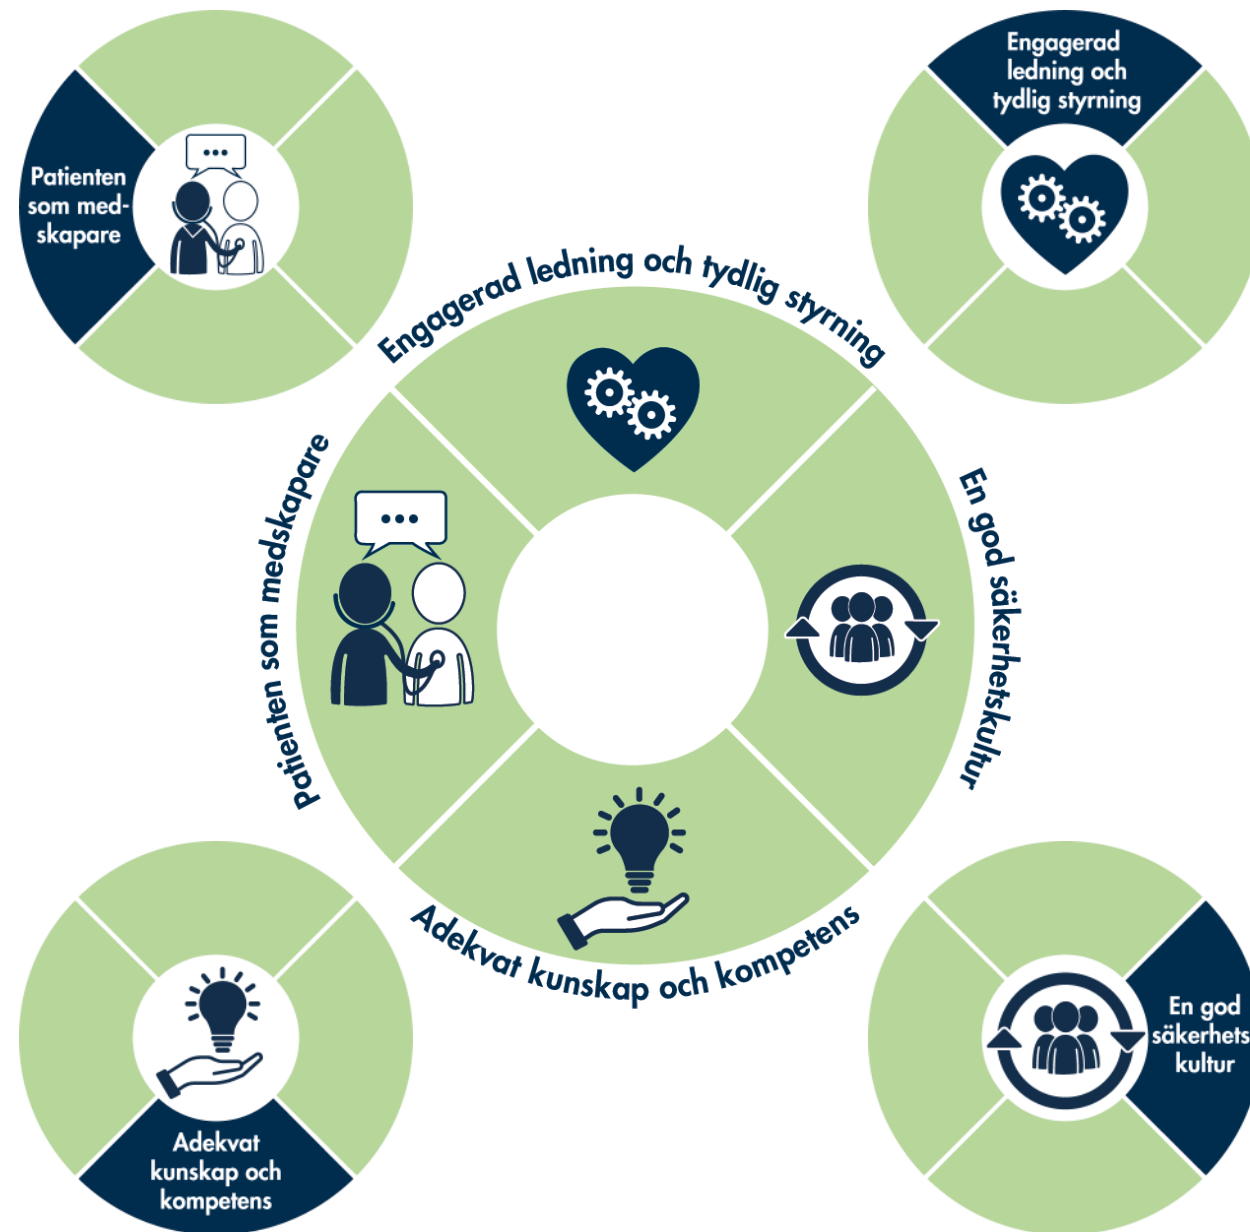 Patienten
som med-
skapare
Engagerad
ledning och
tydlig styrning
Engagerad ledning och tydlig styrning
Patienten som medskapare
En god säkerhetskultur
Adekvat kunskap och kompetens
Adekvat
kunskap och
kompetens
En god
säkerhets
kultur